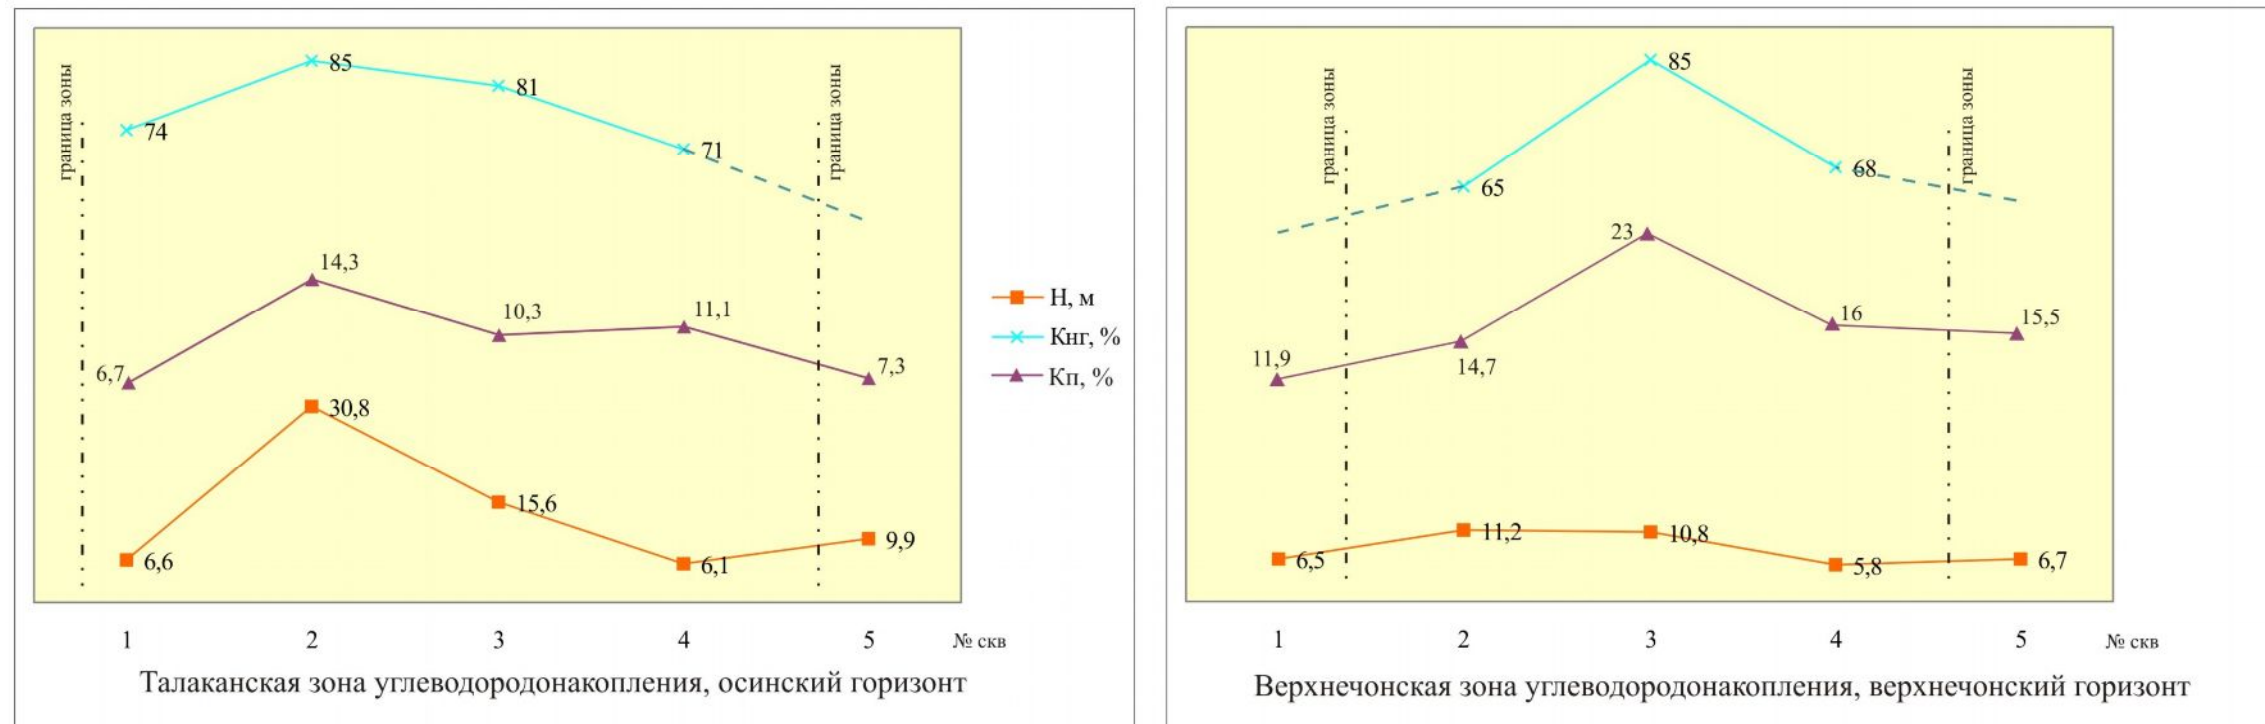 граница зоны
граница зоны
74
85
81
71
6,7
14,3
10,3
11,1
7,3
6,6
30,8
15,6
6,1
9,9
1 2 3 4 5 № скв
Талаканская зона углеводородонакопления, осинский горизонт
Н, м
Кнг, %
Кп, %
граница зоны
граница зоны
65
85
68
11,9
14,7
23
16
15,5
6,5
11,2
10,8
5,8
6,7
1 2 3 4 5 № скв
Верхнечонская зона углеводородонакопления, верхнечонский горизонт